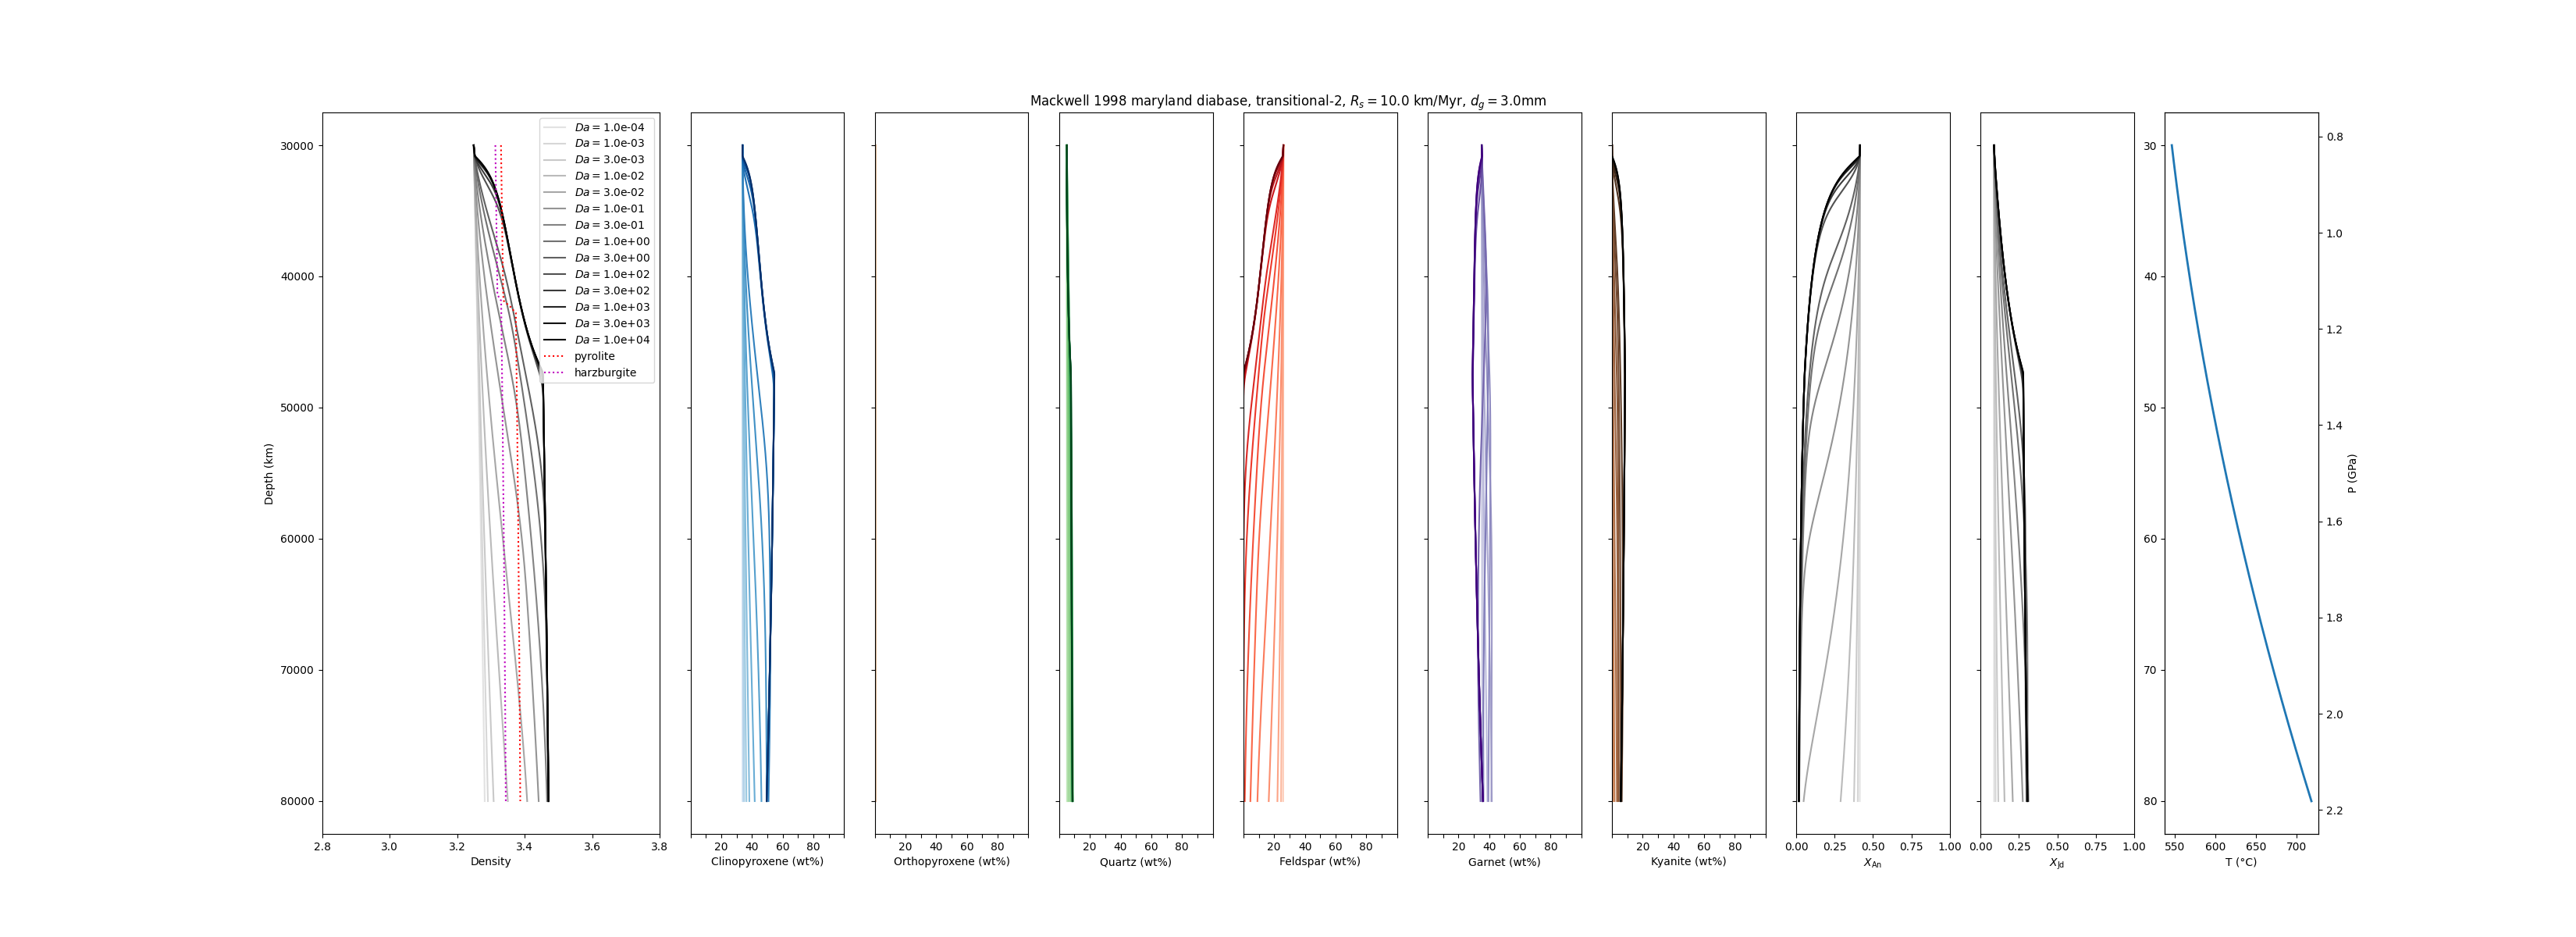 Mackwell 1998 maryland diabase, transitional-2, R_s = 10.0 km/Myr, d_g = 3.0mm
Da = 1.0e-04
Da = 1.0e-03
Da = 3.0e-03
Da = 1.0e-02
Da = 3.0e-02
Da = 1.0e-01
Da = 3.0e-01
Da = 1.0e+00
Da = 3.0e+00
Da = 1.0e+02
Da = 3.0e+02
Da = 1.0e+03
Da = 3.0e+03
Da = 1.0e+04
pyrolite
harzburgite
Depth (km)
30000
40000
50000
60000
70000
80000
2.8 3.0 3.2 3.4 3.6 3.8
Density
20 40 60 80
Clinopyroxene (wt%)
20 40 60 80
Orthopyroxene (wt%)
20 40 60 80
Quartz (wt%)
20 40 60 80
Feldspar (wt%)
20 40 60 80
Garnet (wt%)
20 40 60 80
Kyanite (wt%)
0.00 0.25 0.50 0.75 1.00
X_An
0.00 0.25 0.50 0.75 1.00
X_Jd
30
40
50
60
70
80
550 600 650 700
T (°C)
0.8
1.0
1.2
1.4
1.6
1.8
2.0
2.2
P (GPa)